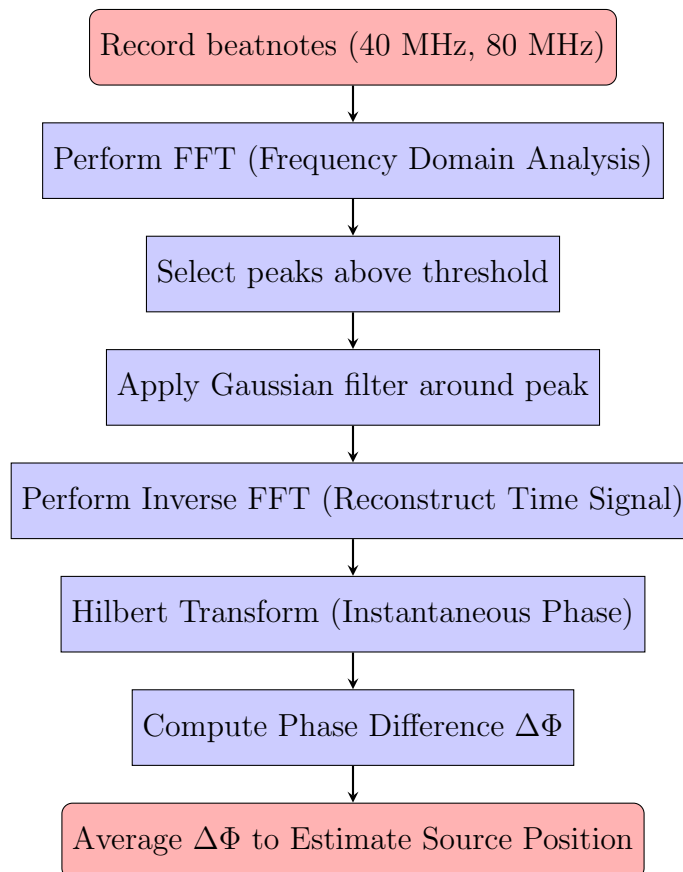 Record beatnotes (40 MHz, 80 MHz)
Perform FFT (Frequency Domain Analysis)
Select peaks above threshold
Apply Gaussian filter around peak
Perform Inverse FFT (Reconstruct Time Signal)
Hilbert Transform (Instantaneous Phase)
Compute Phase Difference ΔΦ
Average ΔΦ to Estimate Source Position